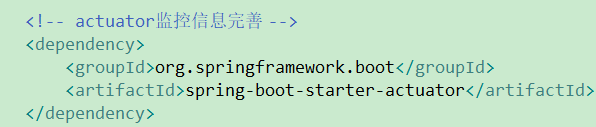 <!-- actuator监控信息完善 -->
<dependency>
<groupId>org.springframework.boot</groupId>
<artifactId>spring-boot-starter-actuator</artifactId>
</dependency>